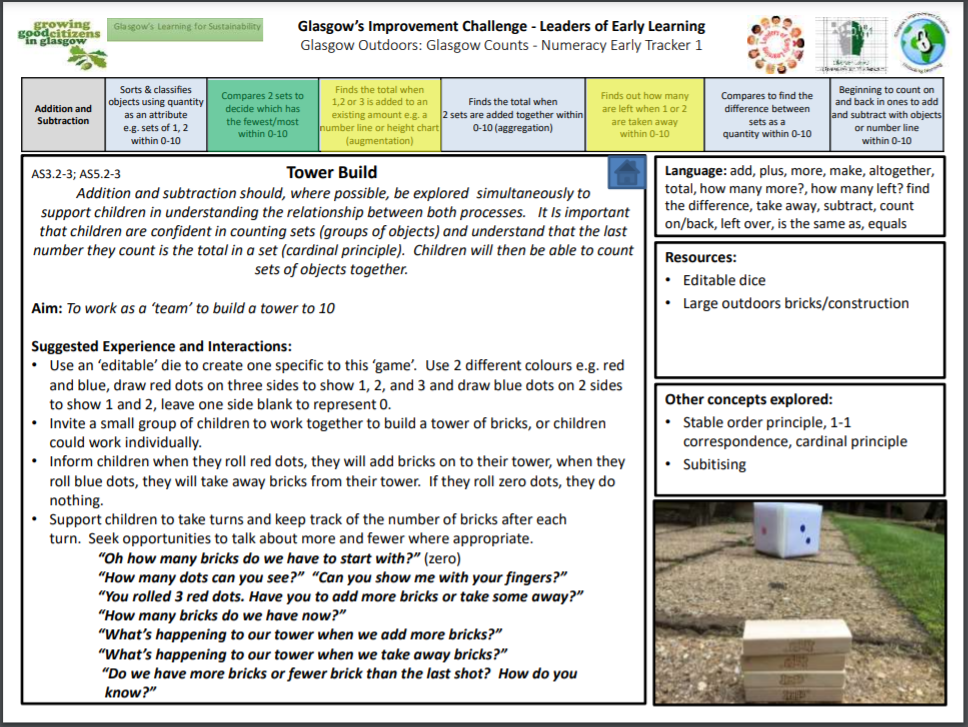 growing
good citizens
in glasgow
Glasgow's Learning for Sustainability
Glasgow's Improvement Challenge - Leaders of Early Learning
Glasgow Outdoors: Glasgow Counts - Numeracy Early Tracker 1
Addition and
Subtraction
Sorts & classifies
objects using quantity
as an attribute
e.g. sets of 1, 2
within 0-10
Compares 2 sets to
decide which has
the fewest/most
within 0-10
Finds the total when
1,2 or 3 is added to an
existing amount e.g. a
number line or height chart
(augmentation)
Finds the total when
2 sets are added together within
0-10 (aggregation)
Finds out how many
are left when 1 or 2
are taken away
within 0-10
Compares to find the
difference between
sets as a
quantity within 0-10
Beginning to count on
and back in ones to add
and subtract with objects
or number line
within 0-10
AS3.2-3; AS5.2-3
Tower Build
Addition and subtraction should, where possible, be explored simultaneously to
support children in understanding the relationship between both processes. It Is important
that children are confident in counting sets (groups of objects) and understand that the last
number they count is the total in a set (cardinal principle). Children will then be able to count
sets of objects together.
Aim: To work as a 'team' to build a tower to 10
Suggested Experience and Interactions:
• Use an 'editable' die to create one specific to this 'game'. Use 2 different colours e.g. red
and blue, draw red dots on three sides to show 1, 2, and 3 and draw blue dots on 2 sides
to show 1 and 2, leave one side blank to represent 0.
• Invite a small group of children to work together to build a tower of bricks, or children
could work individually.
• Inform children when they roll red dots, they will add bricks on to their tower, when they
roll blue dots, they will take away bricks from their tower. If they roll zero dots, they do
nothing.
• Support children to take turns and keep track of the number of bricks after each
turn. Seek opportunities to talk about more and fewer where appropriate.
"Oh how many bricks do we have to start with?" (zero)
"How many dots can you see?" "Can you show me with your fingers?"
"You rolled 3 red dots. Have you to add more bricks or take some away?"
"How many bricks do we have now?"
"What's happening to our tower when we add more bricks?"
"What's happening to our tower when we take away bricks?"
"Do we have more bricks or fewer brick than the last shot? How do you
know?"
Language: add, plus, more, make, altogether,
total, how many more?, how many left? find
the difference, take away, subtract, count
on/back, left over, is the same as, equals
Resources:
• Editable dice
• Large outdoors bricks/construction
Other concepts explored:
• Stable order principle, 1-1
correspondence, cardinal principle
• Subitising